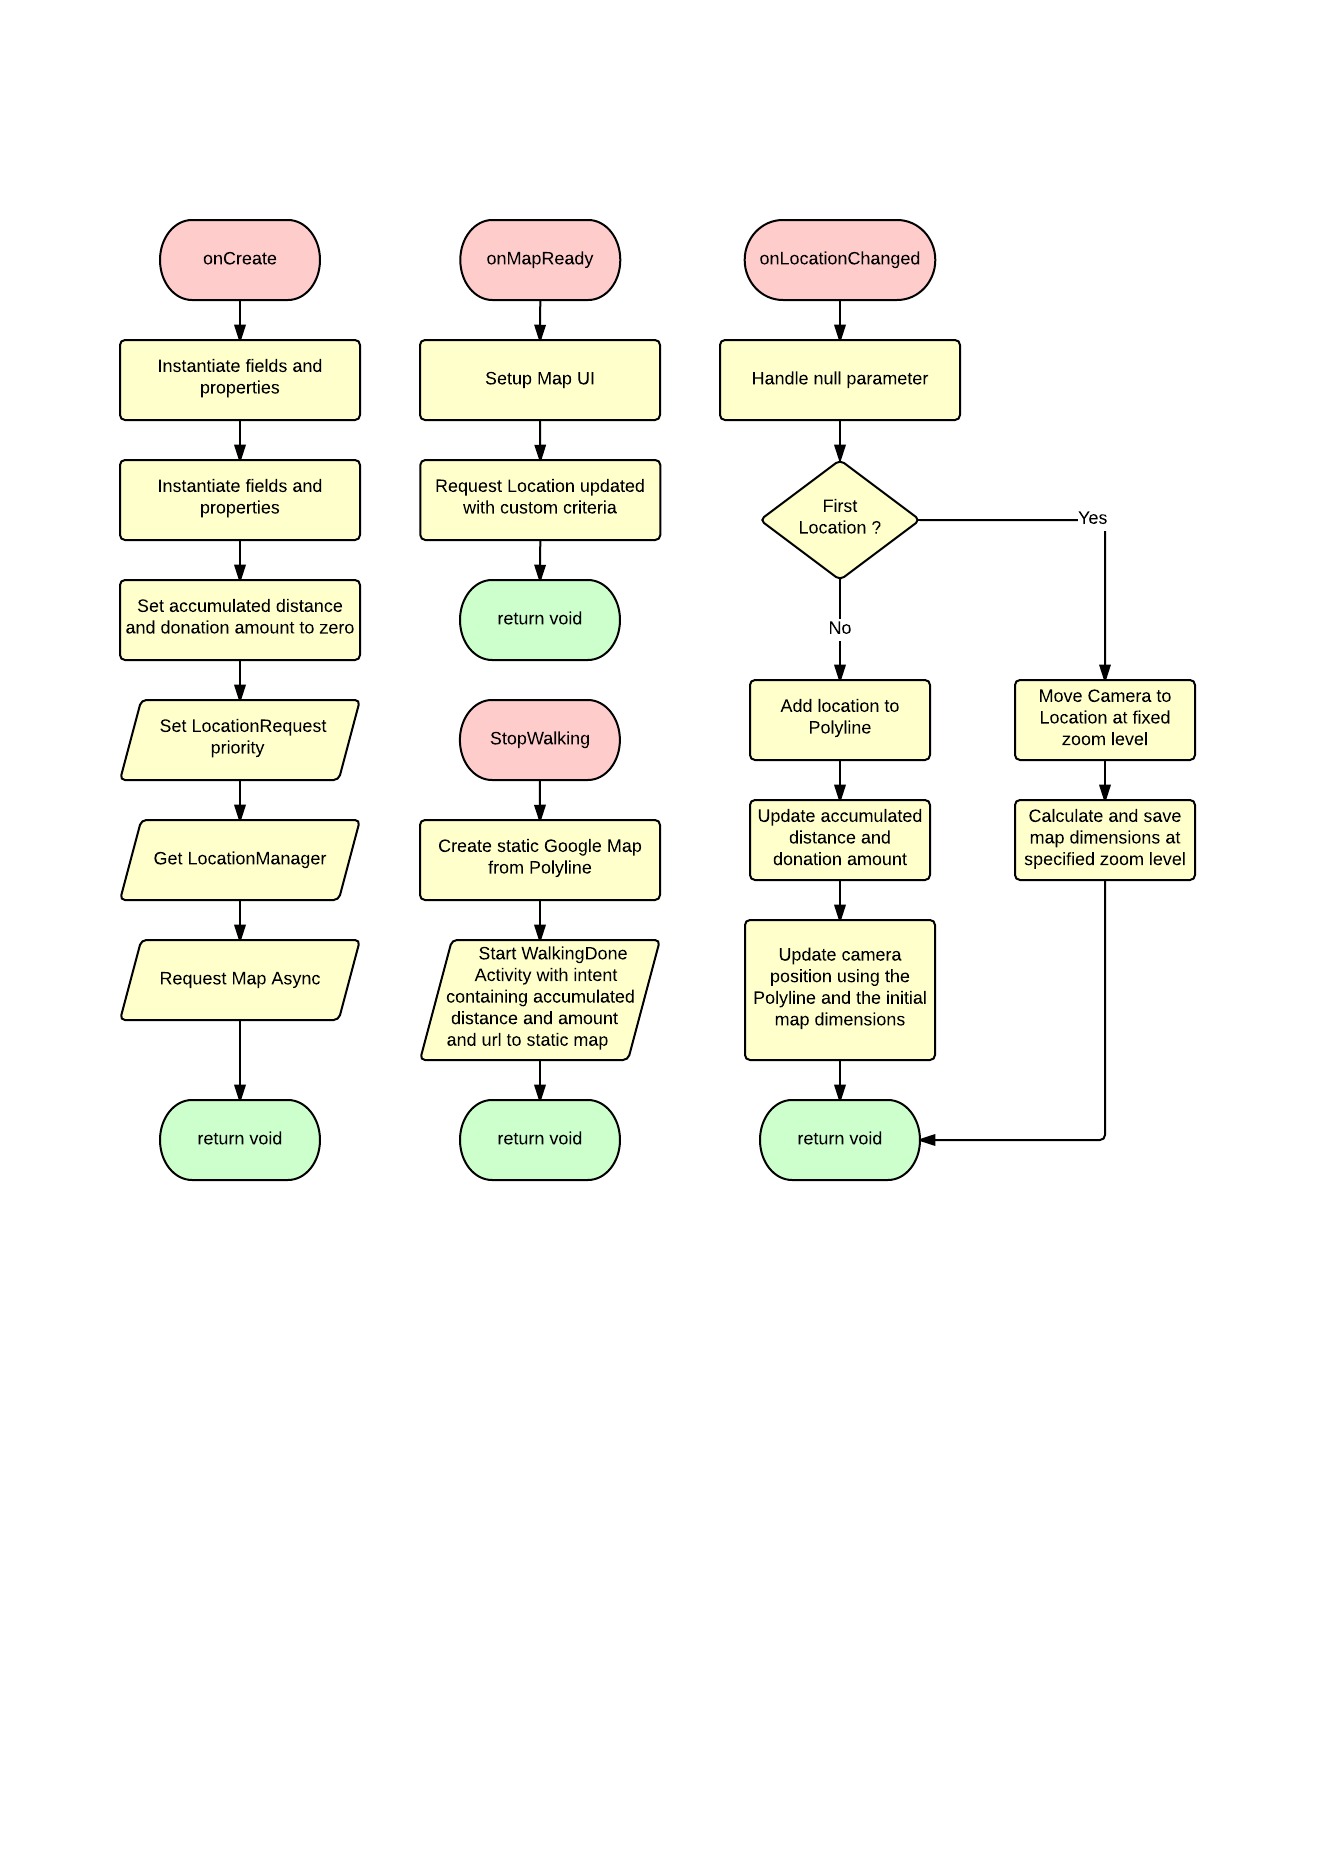 onCreate
Instantiate fields and
properties
Instantiate fields and
properties
Set accumulated distance
and donation amount to zero
Set LocationRequest
priority
Get LocationManager
Request Map Async
return void
onMapReady
Setup Map UI
Request Location updated
with custom criteria
return void
StopWalking
Create static Google Map
from Polyline
Start WalkingDone
Activity with intent
containing accumulated
distance and amount
and url to static map
return void
onLocationChanged
Handle null parameter
First
Location ?
No
Add location to
Polyline
Update accumulated
distance and
donation amount
Update camera
position using the
Polyline and the initial
map dimensions
return void
Yes
Move Camera to
Location at fixed
zoom level
Calculate and save
map dimensions at
specified zoom level